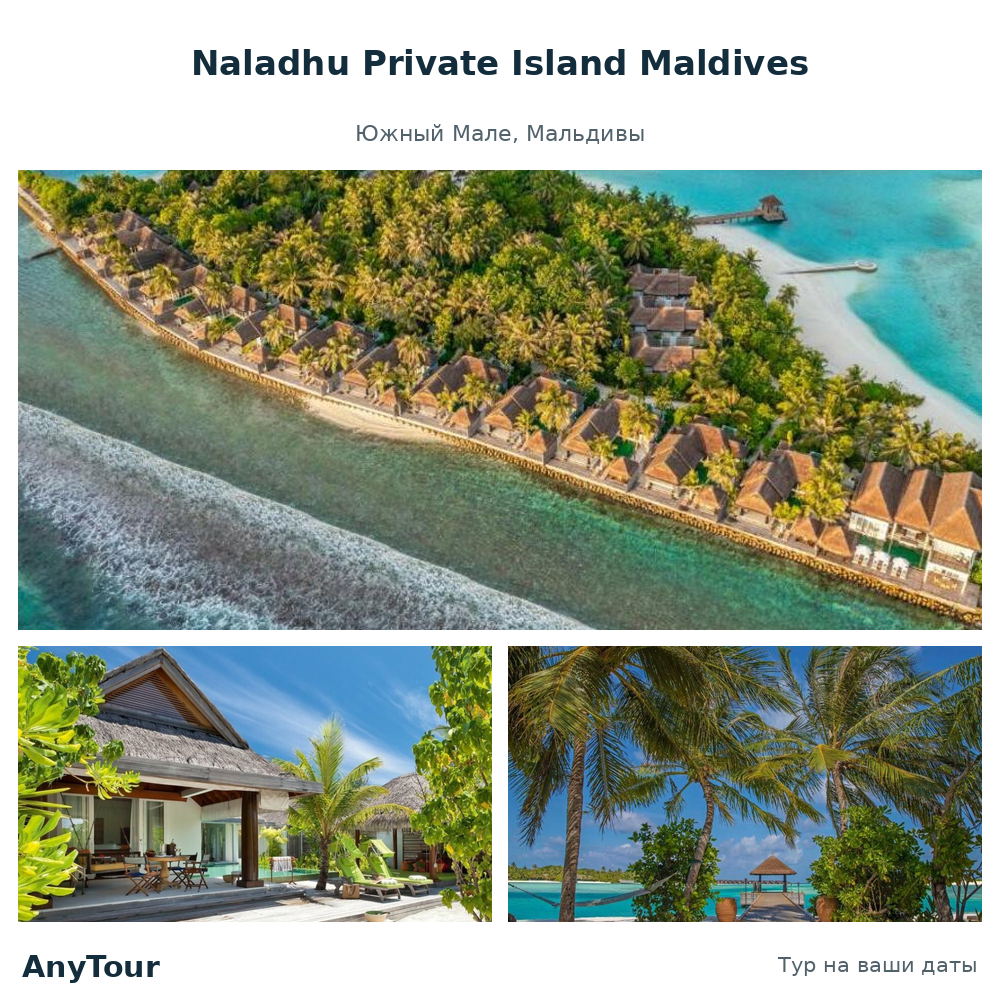 Naladhu Private Island Maldives
Южный Мале, Мальдивы
AnyTour
Тур на ваши даты